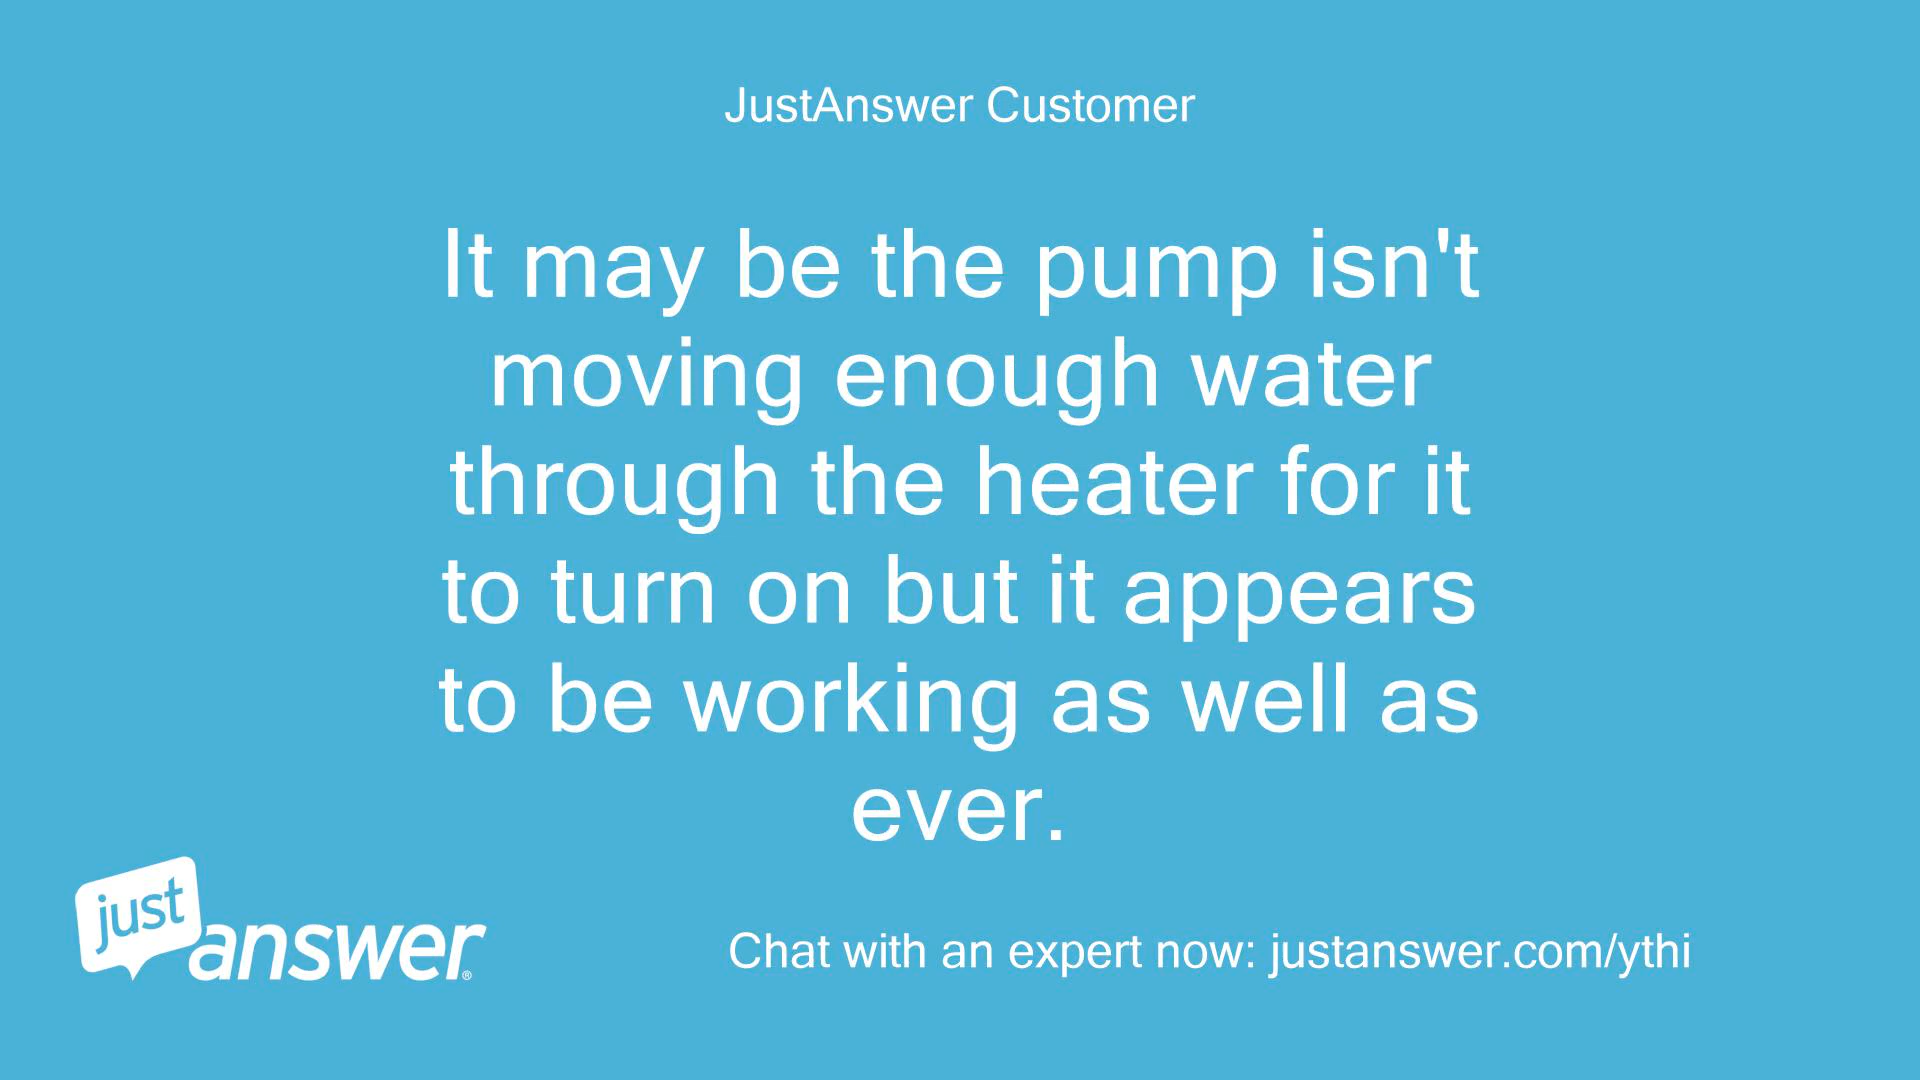 JustAnswer Customer
It may be the pump isn't
moving enough water
through the heater for it
to turn on but it appears
to be working as well as
ever.
just
answer®
Chat with an expert now: justanswer.com/ythi